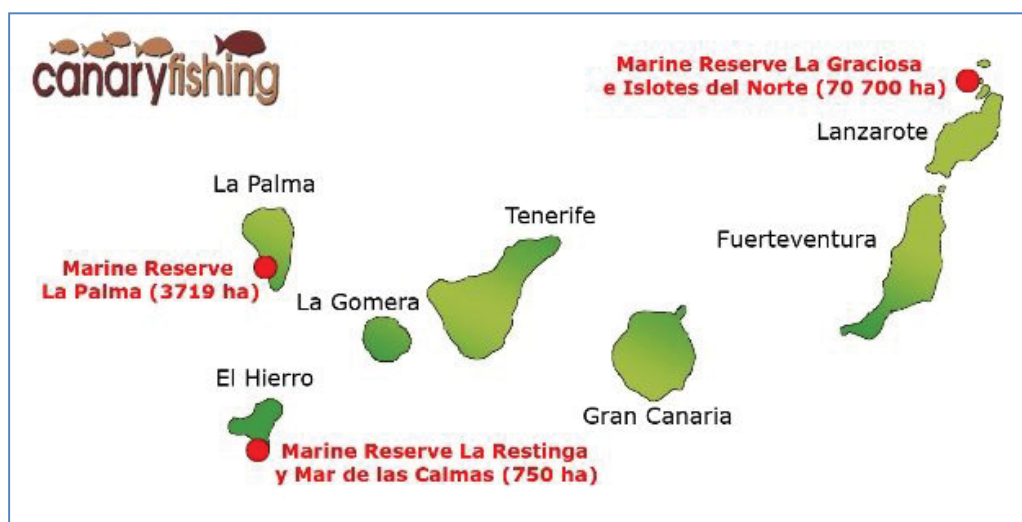 canaryfishing
Marine Reserve La Graciosa
e Islotes del Norte (70 700 ha)
Lanzarote
La Palma
Tenerife
Fuerteventura
Marine Reserve
La Palma (3719 ha)
La Gomera
El Hierro
Gran Canaria
Marine Reserve La Restinga
y Mar de las Calmas (750 ha)